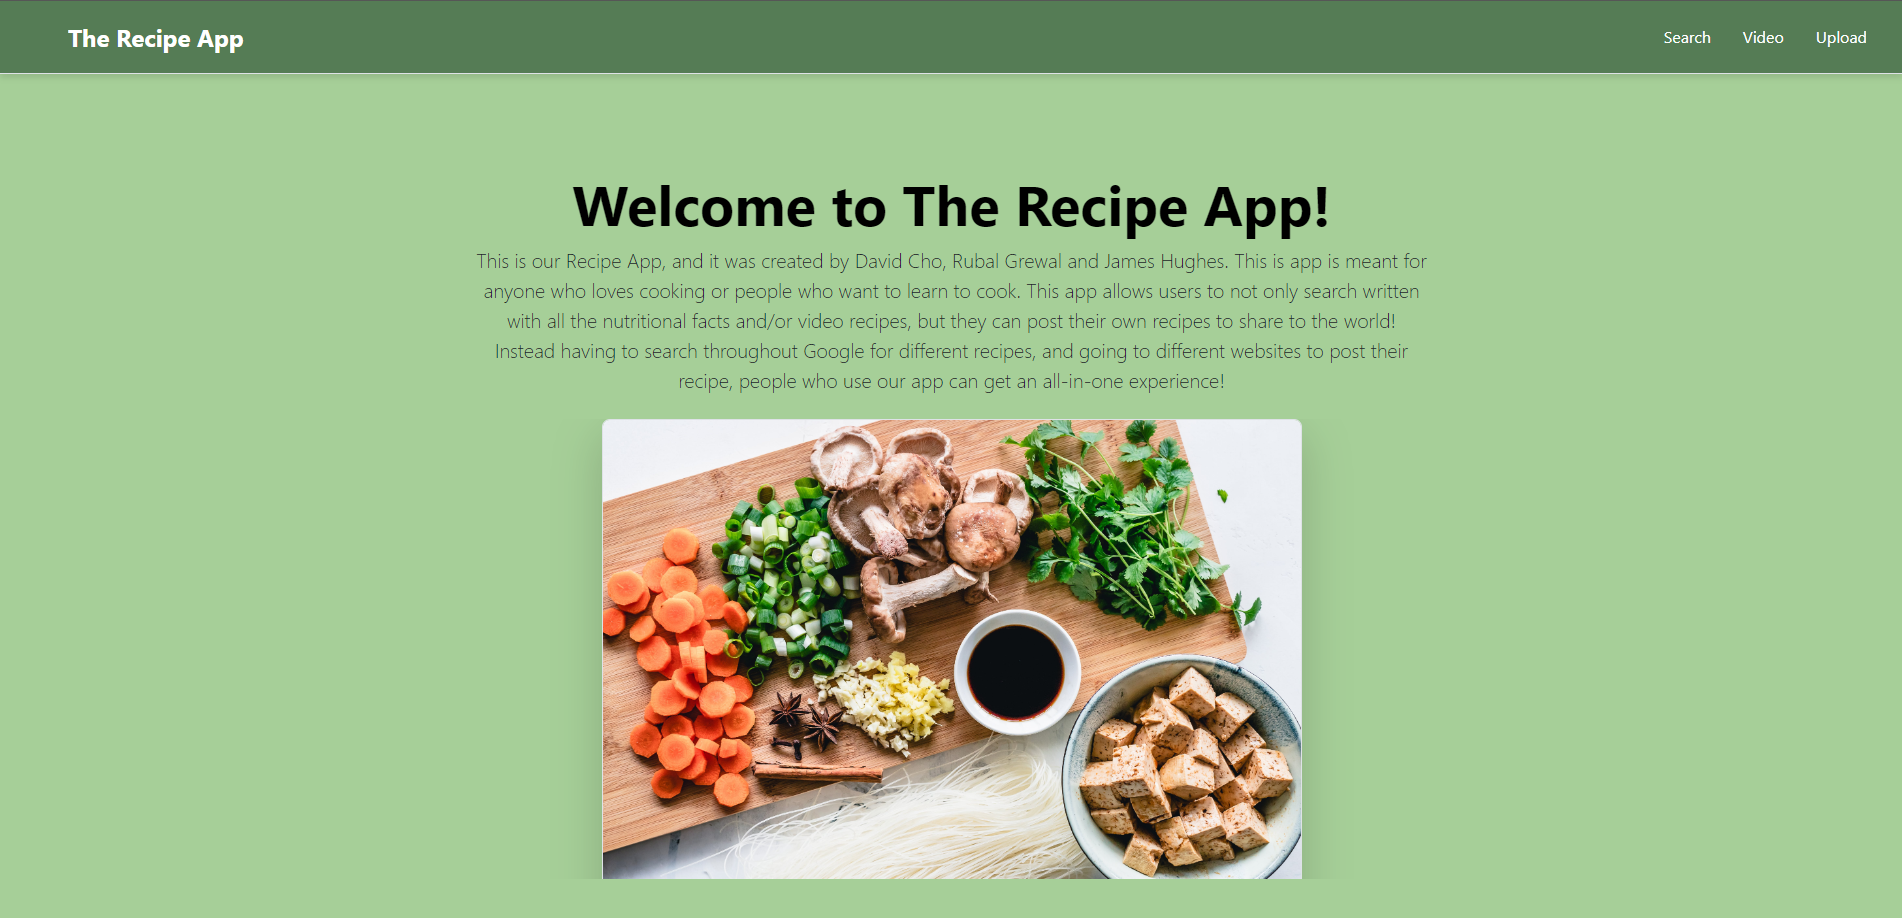 The Recipe App
Search Video Upload
Welcome to The Recipe App!
This is our Recipe App, and it was created by David Cho, Rubal Grewal and James Hughes. This is app is meant for
anyone who loves cooking or people who want to learn to cook. This app allows users to not only search written
with all the nutritional facts and/or video recipes, but they can post their own recipes to share to the world!
Instead having to search throughout Google for different recipes, and going to different websites to post their
recipe, people who use our app can get an all-in-one experience!